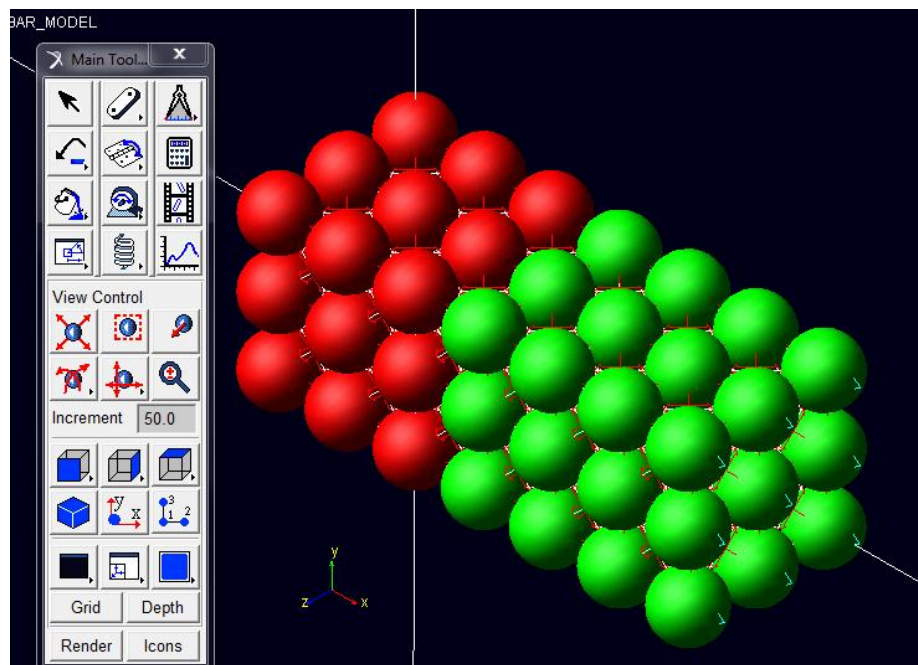 BAR_MODEL
Main Tool... x
View Control
Increment 50.0
y
x
3
1 2
Grid Depth
Render Icons
y
z x